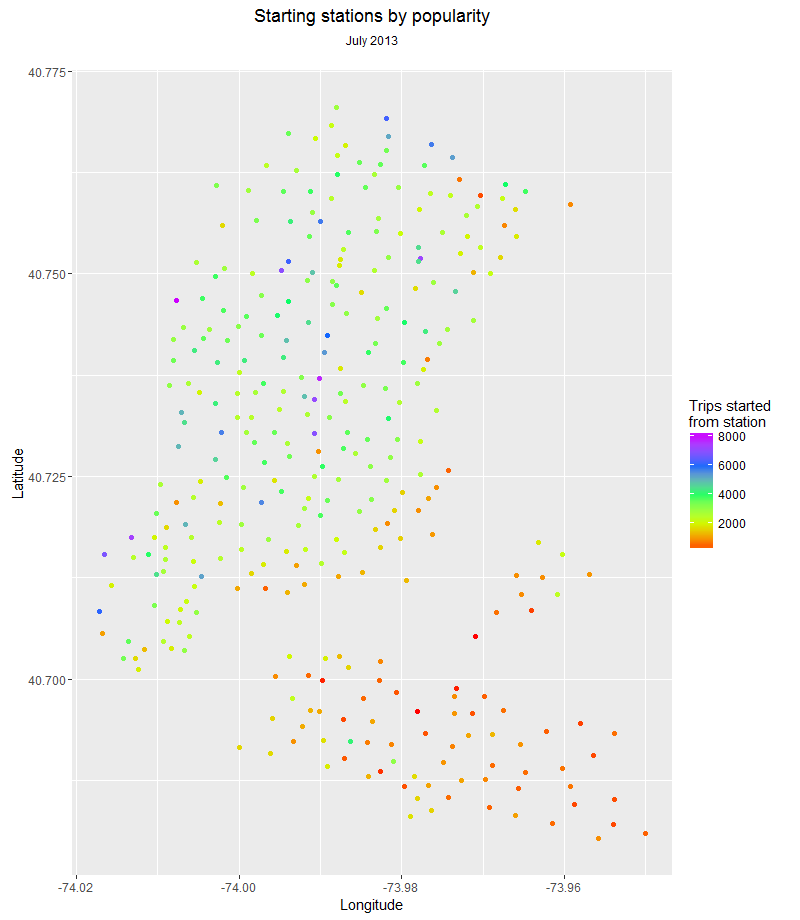 Starting stations by popularity
July 2013
40.775
40.750
40.725
40.700
Latitude
-74.02
-74.00
-73.98
-73.96
Longitude
Trips started
from station
8000
6000
4000
2000